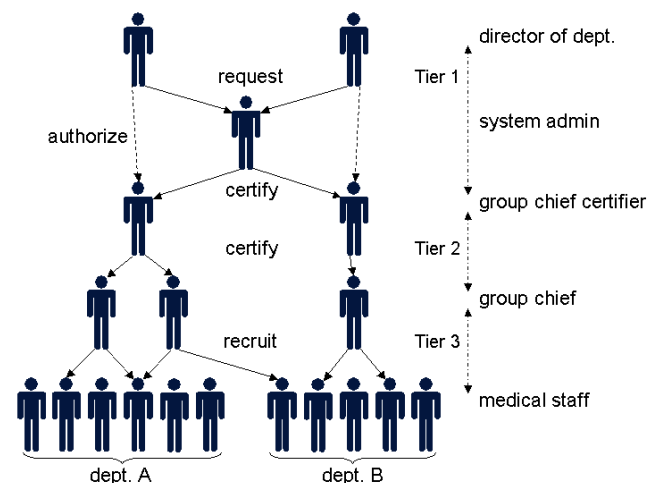 director of dept.
request
Tier 1
authorize
system admin
certify
group chief certifier
certify
Tier 2
group chief
recruit
Tier 3
medical staff
dept. A
dept. B